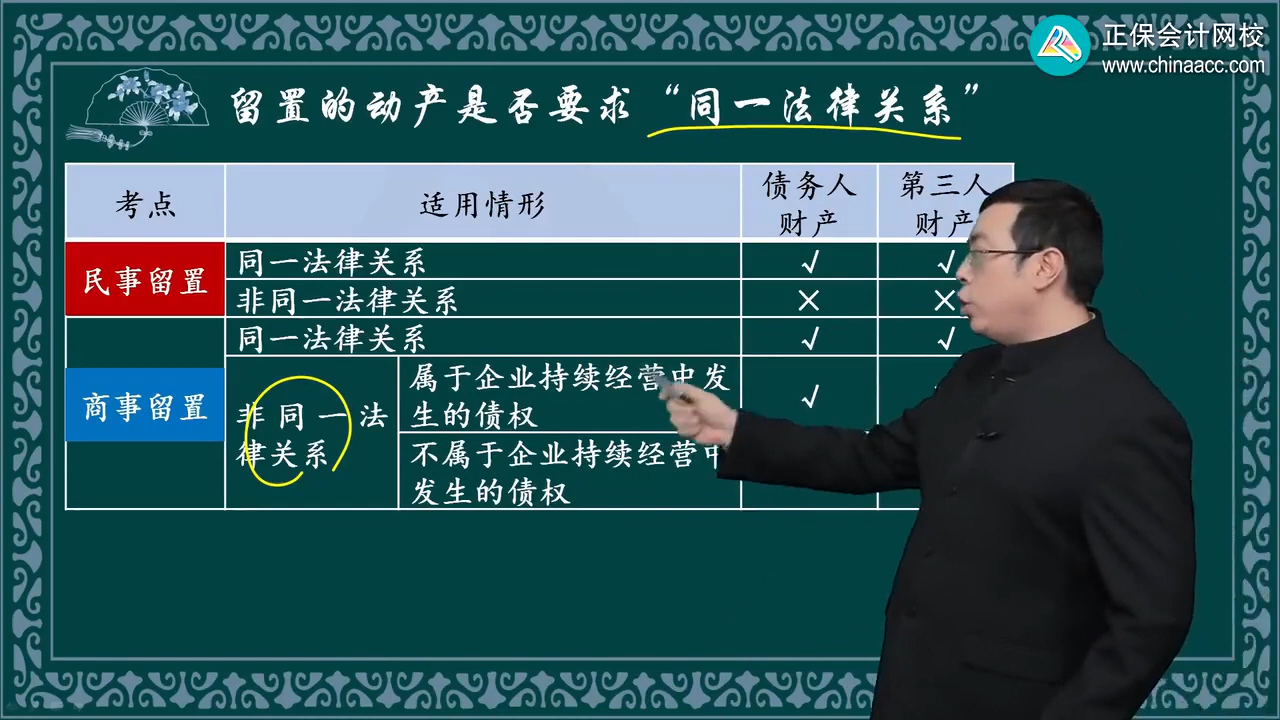 正保会计网校
www.chinaacc.com
留置的动产是否要求“同一法律关系”
考点
适用情形
债务人
财产
第三人
财产
民事留置
同一法律关系
√
√
非同一法律关系
×
×
商事留置
同一法律关系
√
√
非同一法
律关系
属于企业持续经营中发
生的债权
√
不属于企业持续经营中
发生的债权